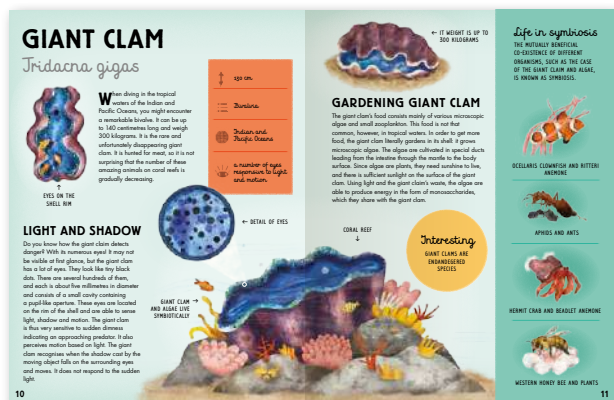 GIANT CLAM
Tridacna gigas
When diving in the tropical
waters of the Indian and
Pacific Oceans, you might encounter
a remarkable bivalve. It can be up
to 140 centimetres long and weigh
300 kilograms. It is the rare and
unfortunately disappearing giant
clam. It is hunted for meat, so it is not
surprising that the number of these
amazing animals on coral reefs is
gradually decreasing.
EYES ON THE
SHELL RIM
150 cm
Bivalvia
Indian and
Pacific Oceans
a number of eyes
responsive to light
and motion
LIGHT AND SHADOW
Do you know how the giant clam detects
danger? With its numerous eyes! It may not
be visible at first glance, but the giant clam
has a lot of eyes. They look like tiny black
dots. There are several hundreds of them,
and each is about five millimetres in diameter
and consists of a small cavity containing
a pupil-like aperture. These eyes are located
on the rim of the shell and are able to sense
light, shadow and motion. The giant clam
is thus very sensitive to sudden dimness
indicating an approaching predator. It also
perceives motion based on light. The giant
clam recognises when the shadow cast by the
moving object falls on the surrounding eyes
and moves. It does not respond to the sudden
light.
DETAIL OF EYES
GIANT CLAM
AND ALGAE LIVE
SYMBIOTICALLY
10
IT WEIGHT IS UP TO
300 KILOGRAMS
GARDENING GIANT CLAM
The giant clam's food consists mainly of various microscopic
algae and small zooplankton. This food is not that
common, however, in tropical waters. In order to get more
food, the giant clam literally gardens in its shell: it grows
microscopic algae. The algae are cultivated in special ducts
leading from the intestine through the mantle to the body
surface. Since algae are plants, they need sunshine to live,
and there is sufficient sunlight on the surface of the giant
clam. Using light and the giant clam's waste, the algae are
able to produce energy in the form of monosaccharides,
which they share with the giant clam.
CORAL REEF
Interesting
GIANT CLAMS ARE
ENDANDGERED
SPECIES
Life in symbiosis
THE MUTUALLY BENEFICIAL
CO-EXISTENCE OF DIFFERENT
ORGANISMS, SUCH AS THE CASE
OF THE GIANT CLAM AND ALGAE,
IS KNOWN AS SYMBIOSIS.
OCELLARIS CLOWNFISH AND RITTERI
ANEMONE
APHIDS AND ANTS
HERMIT CRAB AND BEADLET ANEMONE
WESTERN HONEY BEE AND PLANTS
11